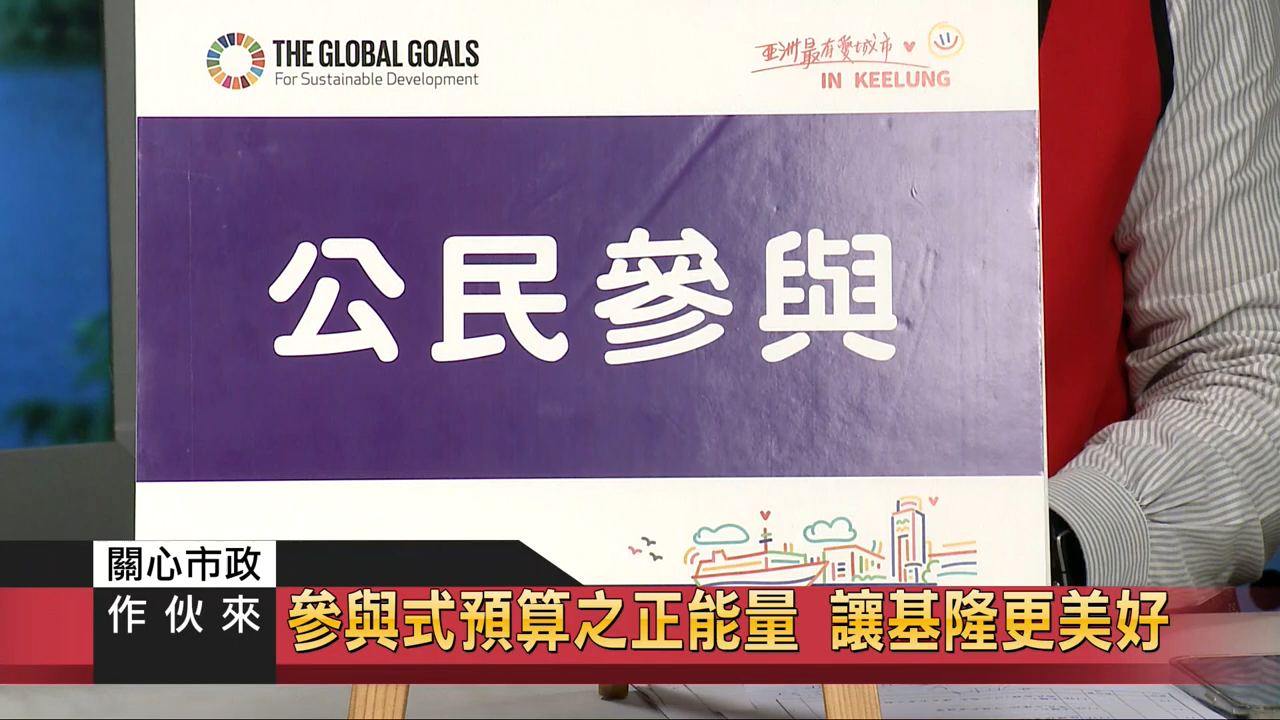 THE GLOBAL GOALS
For Sustainable Development
亞洲最有愛城市
IN KEELUNG
公民參與
關心市政
作伙來
參與式預算之正能量 讓基隆更美好